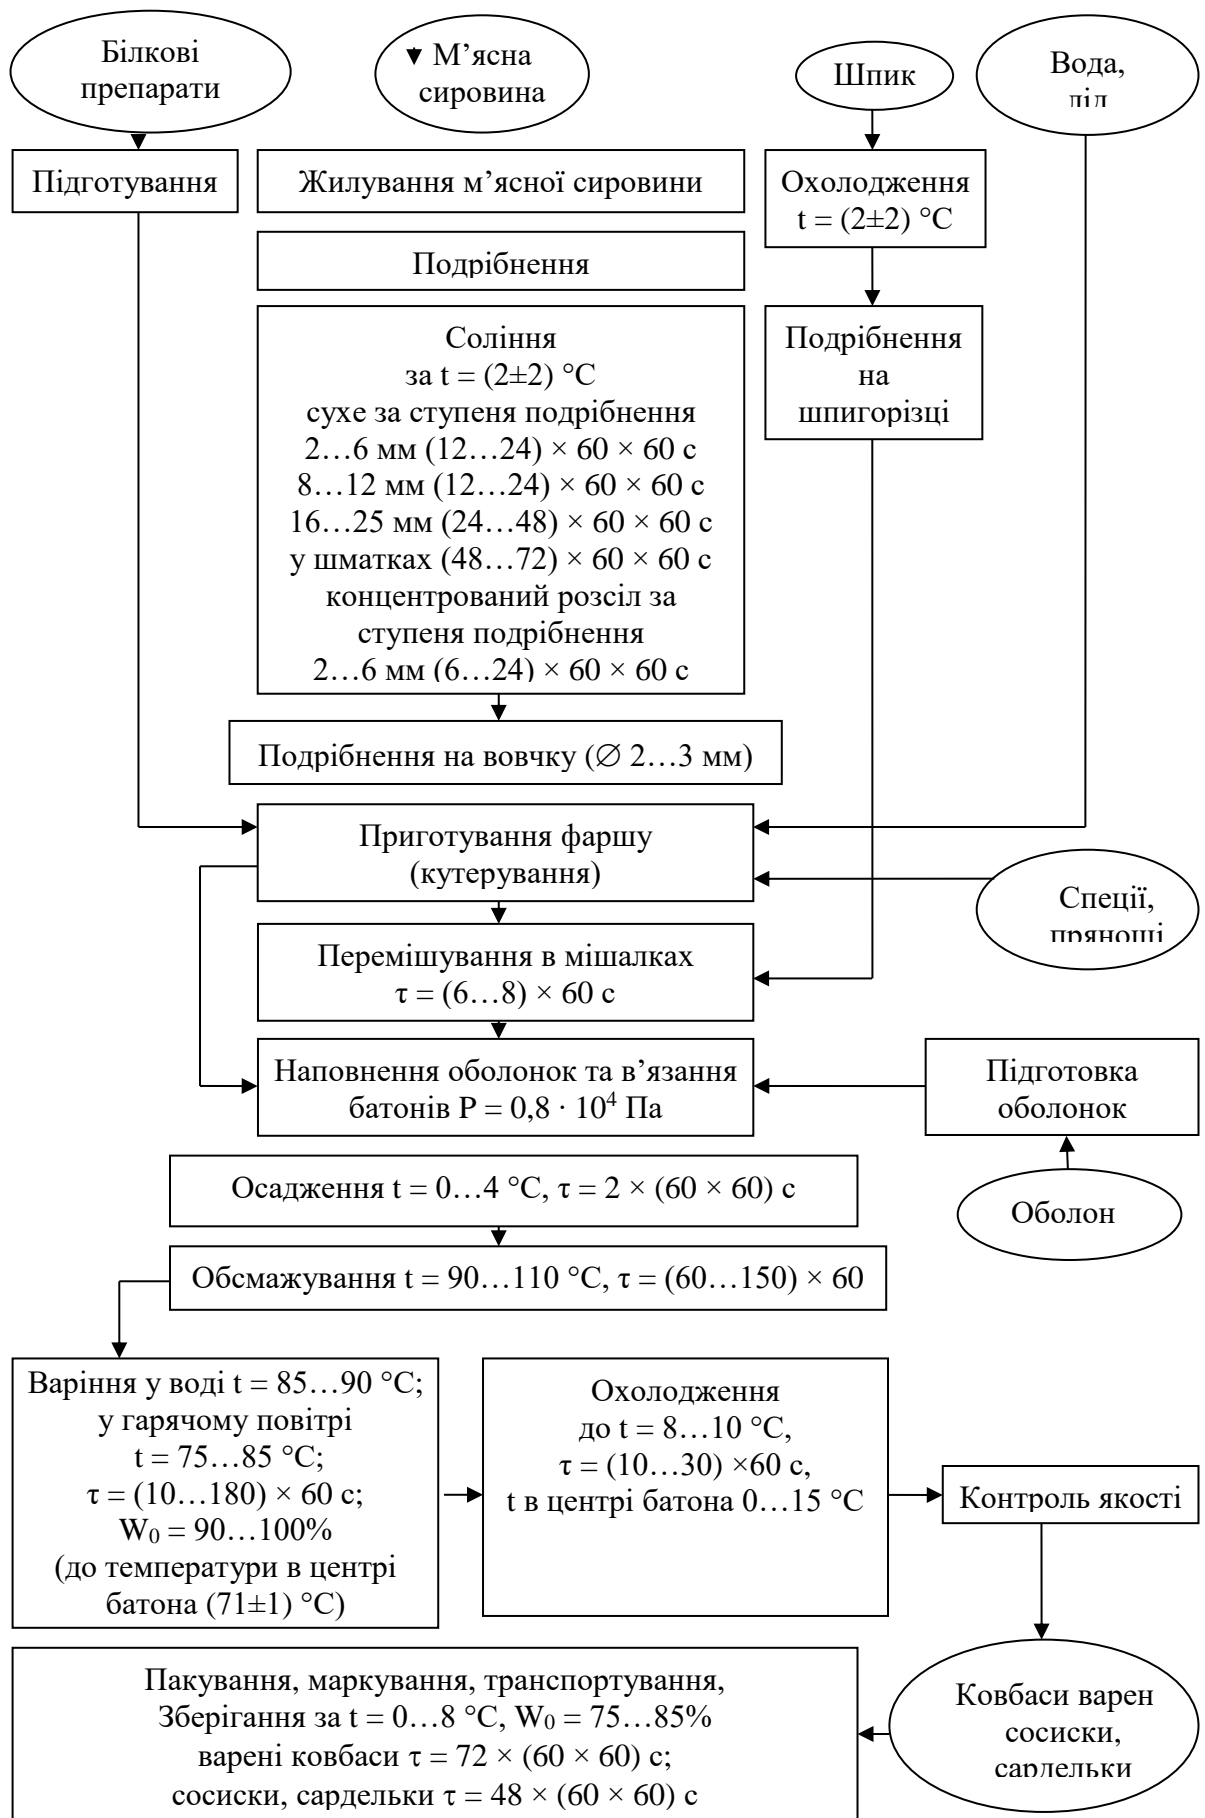 Білкові
препарати
М’ясна
сировина
Шпик
Вода,
лід
Підготування
Жилування м’ясної сировини
Охолодження
t = (2±2) °С
Подрібнення
Соління
за t = (2±2) °С
сухе за ступеня подрібнення
2…6 мм (12…24) × 60 × 60 с
8…12 мм (12…24) × 60 × 60 с
16…25 мм (24…48) × 60 × 60 с
у шматках (48…72) × 60 × 60 с
концентрований розсіл за
ступеня подрібнення
2…6 мм (6…24) × 60 × 60 с
Подрібнення
на
шпигорізці
Подрібнення на вовчку (∅ 2…3 мм)
Приготування фаршу
(кутерування)
Спеції,
прянощі
Перемішування в мішалках
τ = (6…8) × 60 с
Наповнення оболонок та в’язання
батонів Р = 0,8 · 10⁴ Па
Підготовка
оболонок
Осадження t = 0…4 °С, τ = 2 × (60 × 60) с
Оболон
Обсмажування t = 90…110 °С, τ = (60…150) × 60
Варіння у воді t = 85…90 °С;
у гарячому повітрі
t = 75…85 °С;
τ = (10…180) × 60 с;
W₀ = 90…100%
(до температури в центрі
батона (71±1) °С)
Охолодження
до t = 8…10 °С,
τ = (10…30) ×60 с,
t в центрі батона 0…15 °С
Контроль якості
Пакування, маркування, транспортування,
Зберігання за t = 0…8 °С, W₀ = 75…85%
варені ковбаси τ = 72 × (60 × 60) с;
сосиски, сардельки τ = 48 × (60 × 60) с
Ковбаси варен
сосиски,
сардельки